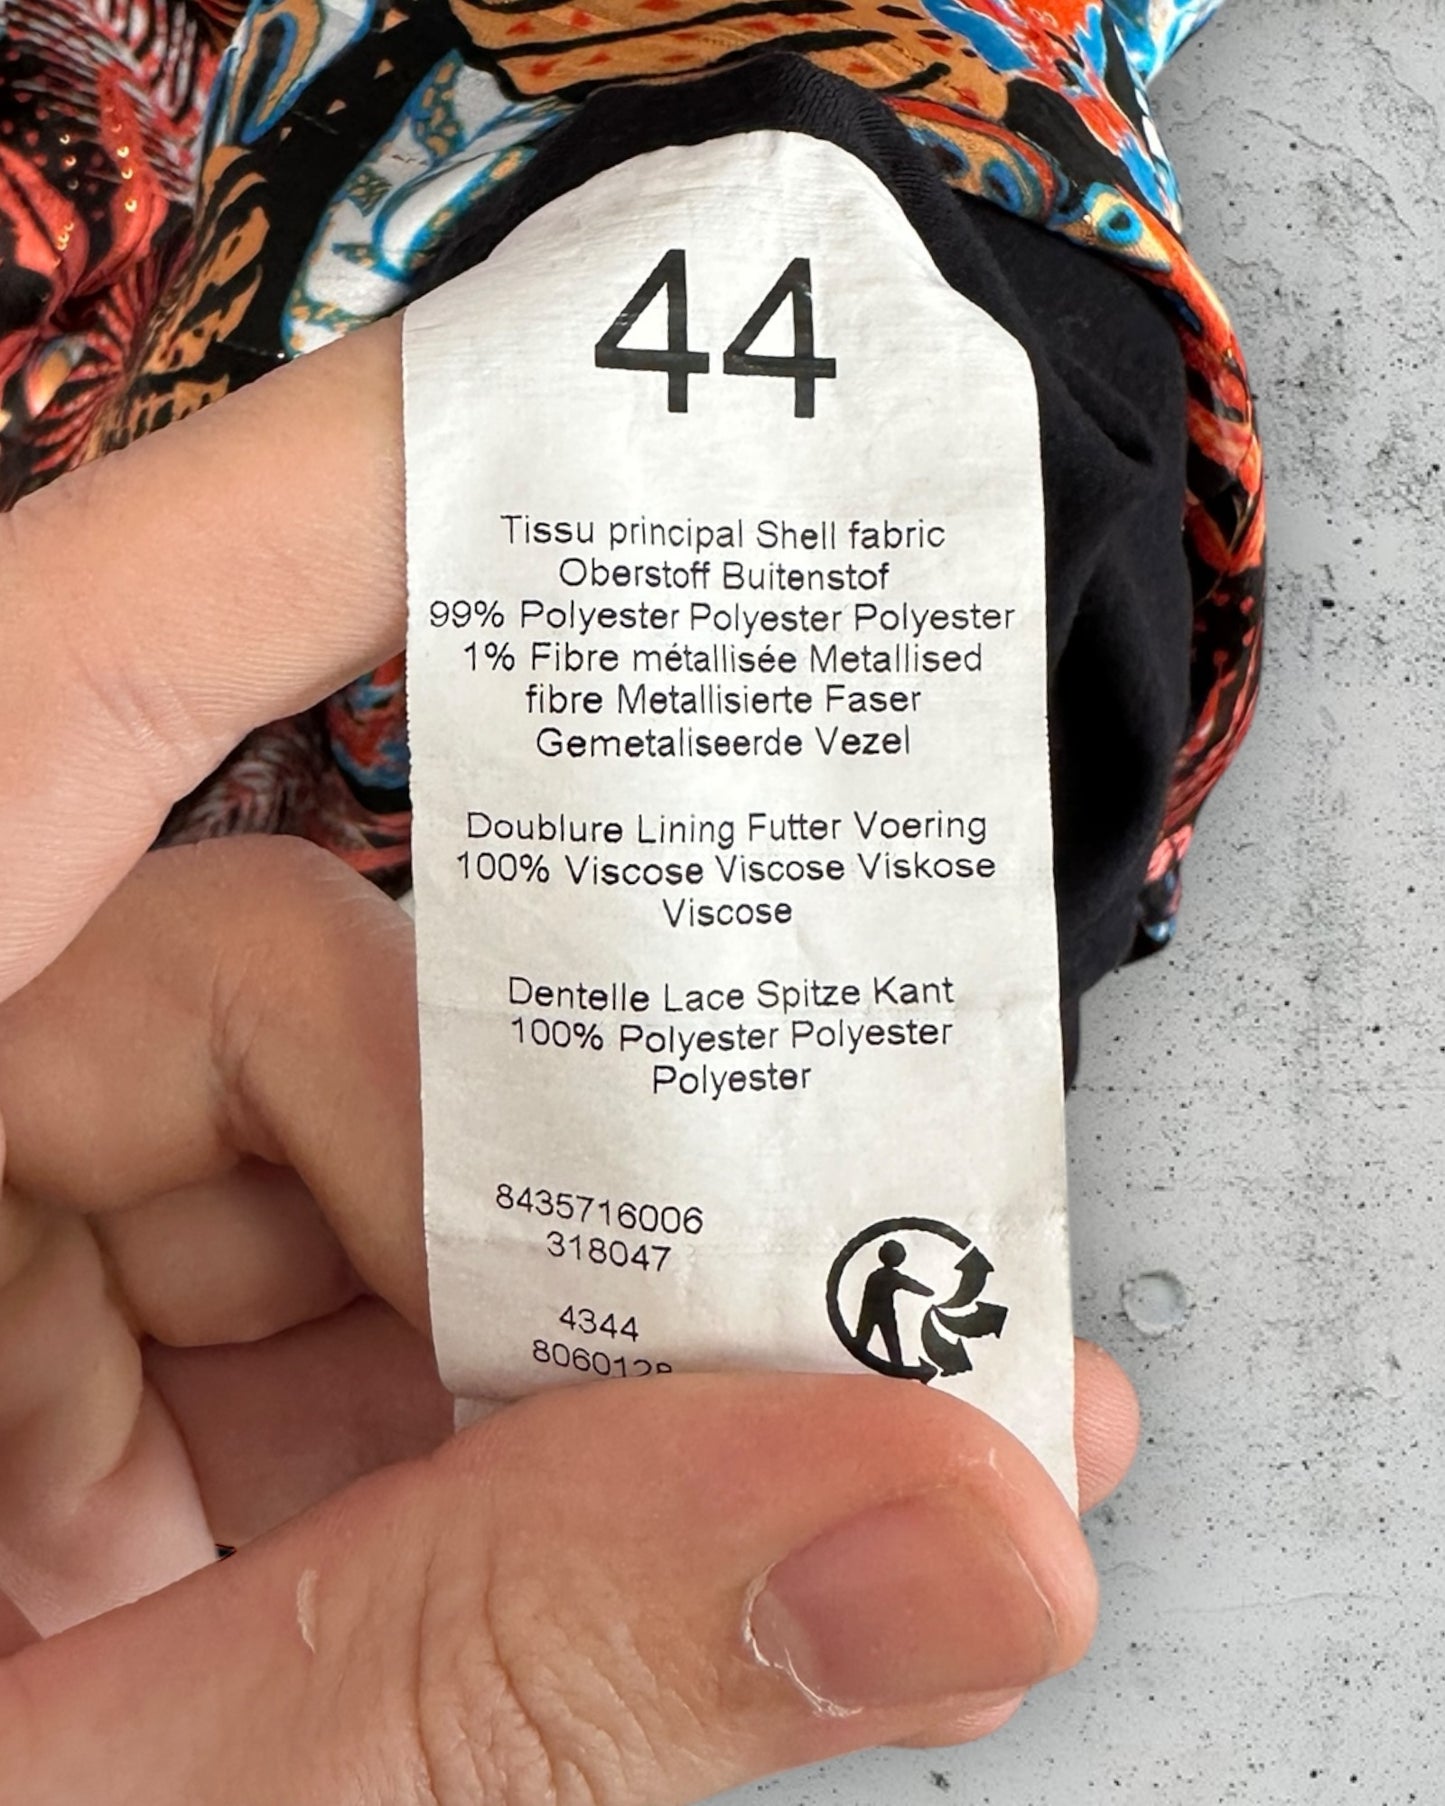 44
Tissu principal Shell fabric
Oberstoff Buitenstof
99% Polyester Polyester Polyester
1% Fibre métallisée Metallised
fibre Metallisierte Faser
Gemetaliseerde Vezel
Doublure Lining Futter Voering
100% Viscose Viscose Viskose
Viscose
Dentelle Lace Spitze Kant
100% Polyester Polyester
Polyester
8435716006
318047
4344